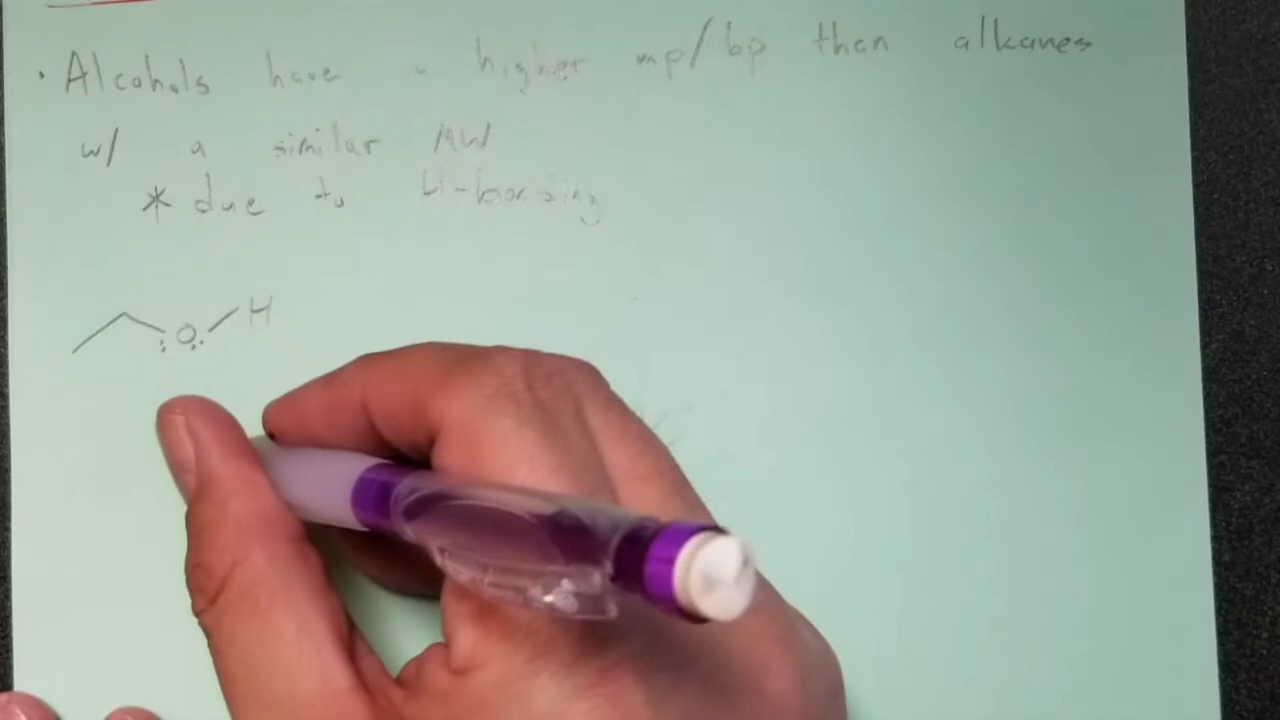 · Alcohols have a higher mp/bp than alkanes
w/ a similar MW
* due to H-bonding
O H